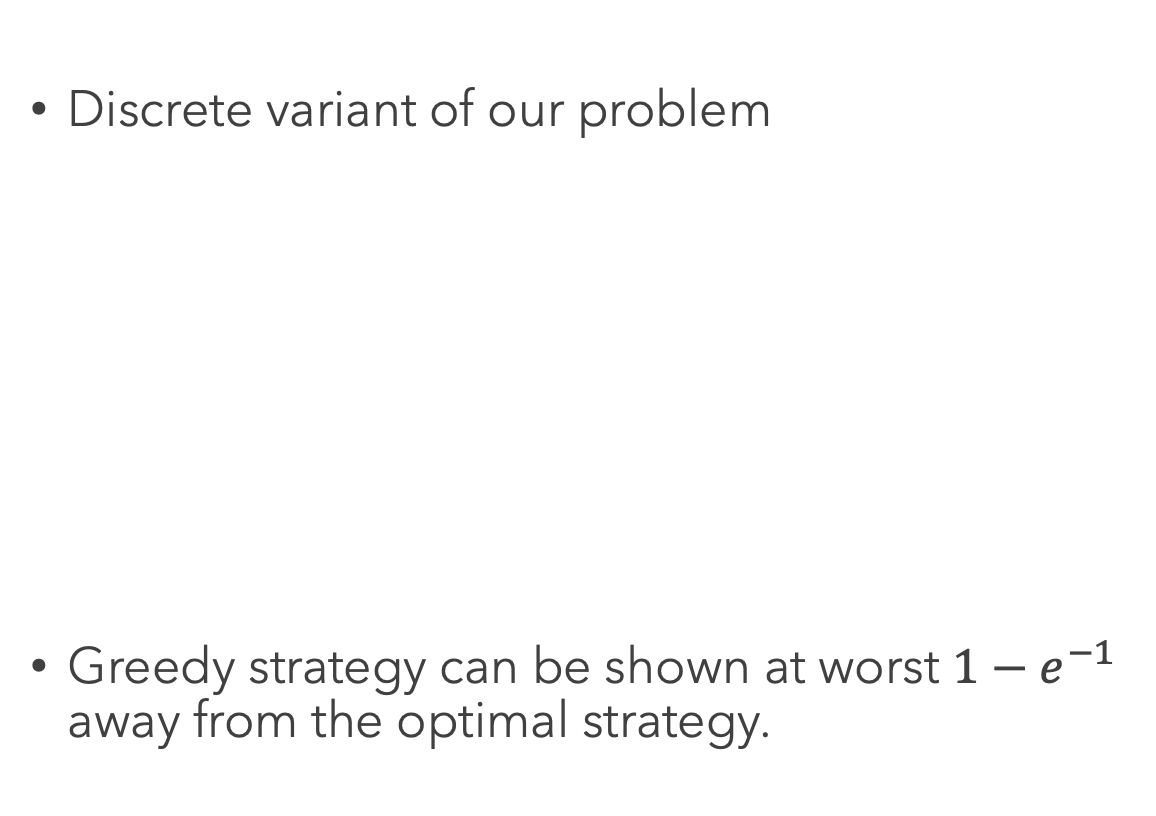 • Discrete variant of our problem
• Greedy strategy can be shown at worst 1 − e⁻¹
away from the optimal strategy.